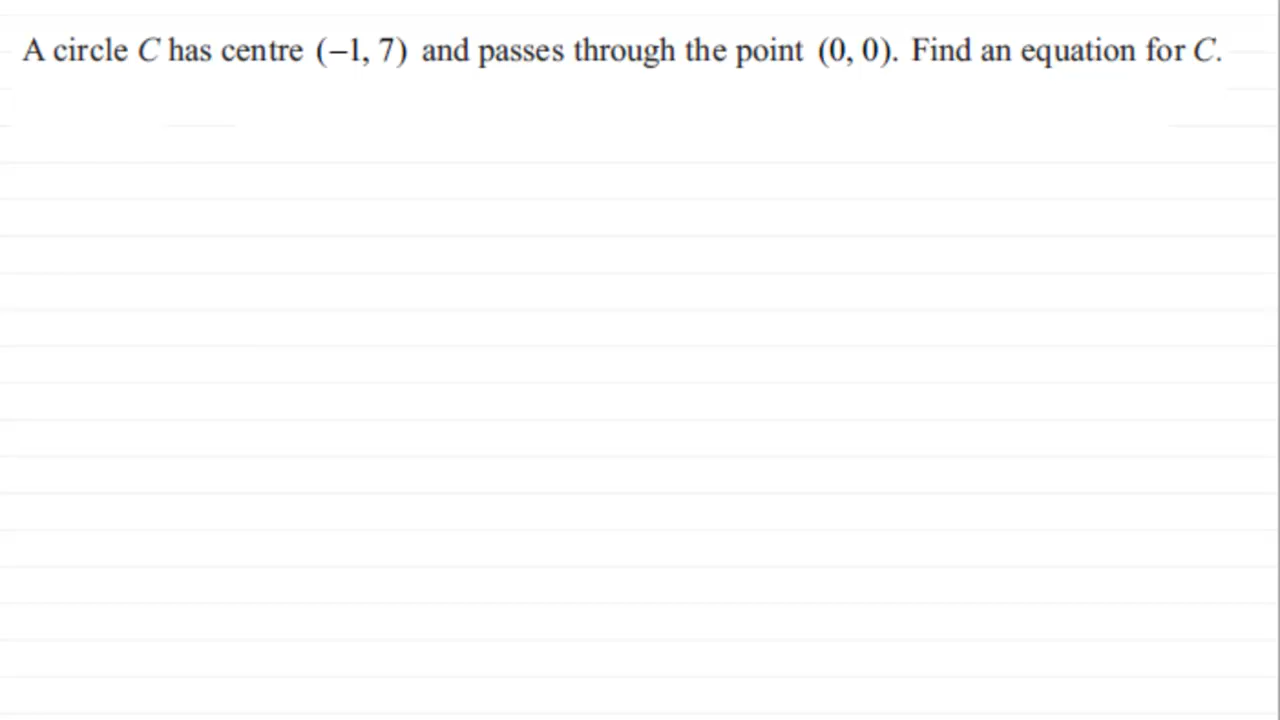 A circle C has centre (−1, 7) and passes through the point (0, 0). Find an equation for C.